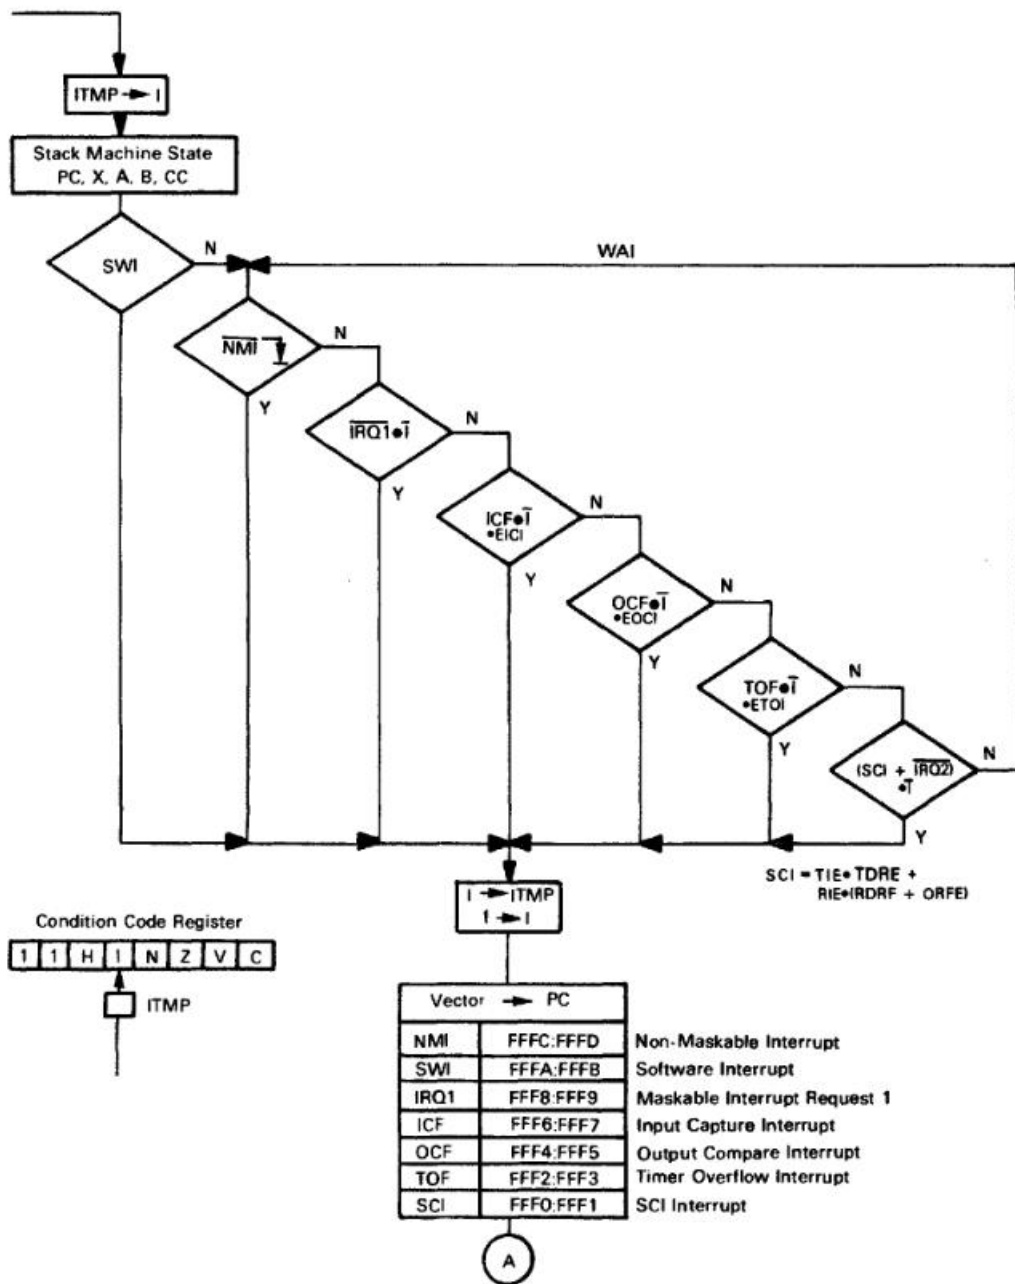 ITMP → I
Stack Machine State
PC, X, A, B, CC
SWI
N
WAI
N̅M̅I̅
N
Y
I̅R̅Q̅1̅•I̅
N
Y
ICF•I̅
•EICI
N
Y
OCF•I̅
•EOCI
N
Y
TOF•I̅
•ETOI
N
Y
(SCI + I̅R̅Q̅2̅)
•I̅
N
Y
SCI = TIE•TDRE +
RIE•(RDRF + ORFE)
I → ITMP
1 → I
Condition Code Register
1 1 H I N Z V C
ITMP
Vector → PC
NMI FFFC:FFFD Non-Maskable Interrupt
SWI FFFA:FFFB Software Interrupt
IRQ1 FFF8:FFF9 Maskable Interrupt Request 1
ICF FFF6:FFF7 Input Capture Interrupt
OCF FFF4:FFF5 Output Compare Interrupt
TOF FFF2:FFF3 Timer Overflow Interrupt
SCI FFF0:FFF1 SCI Interrupt
A